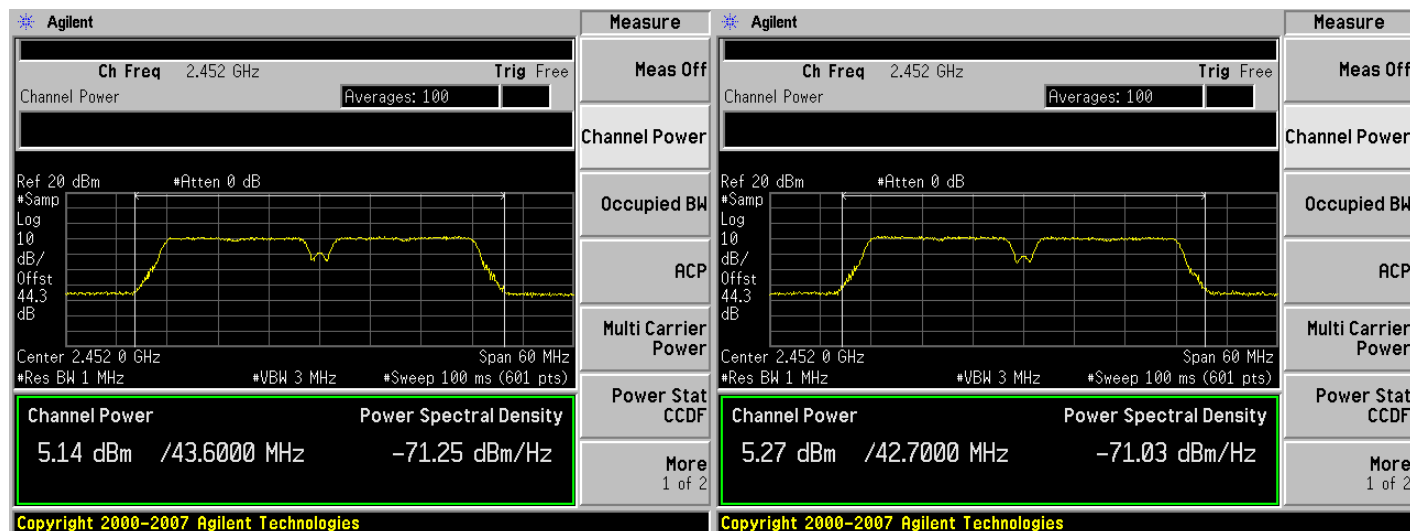 Agilent
Measure
Ch Freq 2.452 GHz Trig Free
Channel Power Averages: 100
Meas Off
Channel Power
Ref 20 dBm #Atten 0 dB
#Samp
Log
10
dB/
Offst
44.3
dB
Occupied BW
ACP
Multi Carrier
Power
Center 2.452 0 GHz Span 60 MHz
#Res BW 1 MHz #VBW 3 MHz #Sweep 100 ms (601 pts)
Power Stat
CCDF
Channel Power Power Spectral Density
5.14 dBm /43.6000 MHz -71.25 dBm/Hz
More
1 of 2
Copyright 2000-2007 Agilent Technologies
Agilent
Measure
Ch Freq 2.452 GHz Trig Free
Channel Power Averages: 100
Meas Off
Channel Power
Ref 20 dBm #Atten 0 dB
#Samp
Log
10
dB/
Offst
44.3
dB
Occupied BW
ACP
Multi Carrier
Power
Center 2.452 0 GHz Span 60 MHz
#Res BW 1 MHz #VBW 3 MHz #Sweep 100 ms (601 pts)
Power Stat
CCDF
Channel Power Power Spectral Density
5.27 dBm /42.7000 MHz -71.03 dBm/Hz
More
1 of 2
Copyright 2000-2007 Agilent Technologies